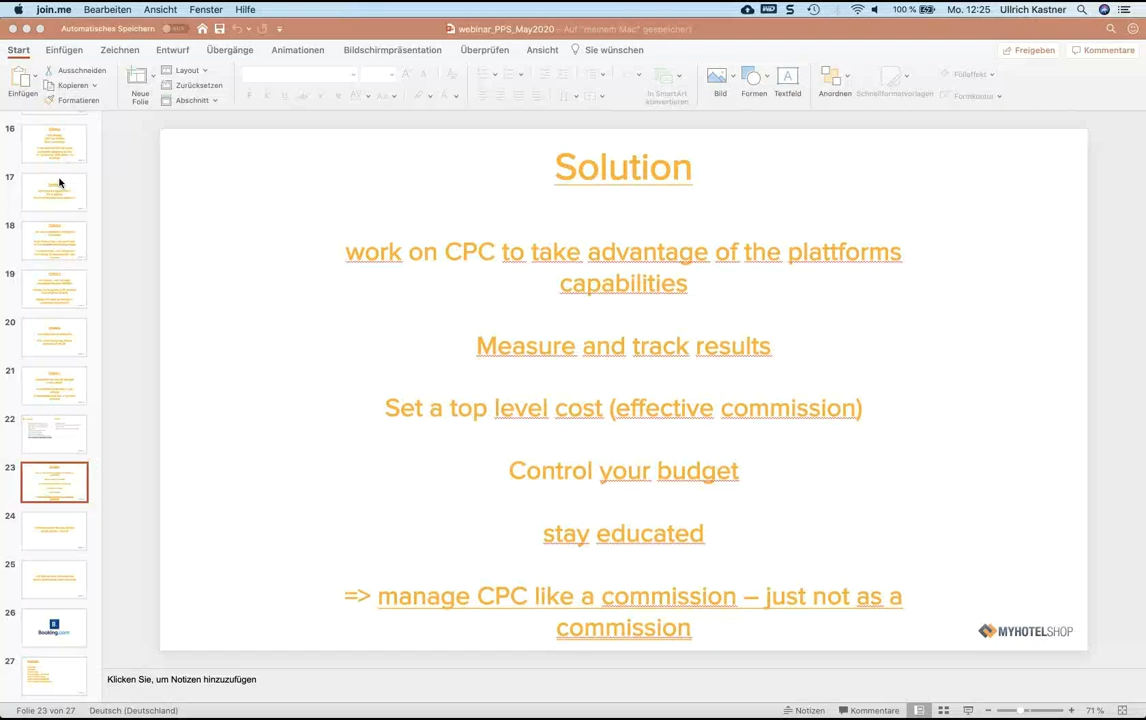 join.me Bearbeiten Ansicht Fenster Hilfe 100 % Mo. 12:25 Ullrich Kastner
Automatisches Speichern webinar_PPS_May2020 – Auf "meinem Mac" gespeichert
Start Einfügen Zeichnen Entwurf Übergänge Animationen Bildschirmpräsentation Überprüfen Ansicht Sie wünschen Freigeben Kommentare
Einfügen
Ausschneiden
Kopieren
Formatieren
Neue
Folie
Layout
Zurücksetzen
Abschnitt
In SmartArt
konvertieren
Bild Formen Textfeld
Anordnen Schnellformatvorlagen
Fülleffekt
Formkontur
16
17
18
19
20
21
22
23
24
25
26
Booking.com
27
Solution
work on CPC to take advantage of the plattforms
capabilities
Measure and track results
Set a top level cost (effective commission)
Control your budget
stay educated
=> manage CPC like a commission – just not as a
commission
MYHOTELSHOP
Klicken Sie, um Notizen hinzuzufügen
Folie 23 von 27 Deutsch (Deutschland) Notizen Kommentare 71 %